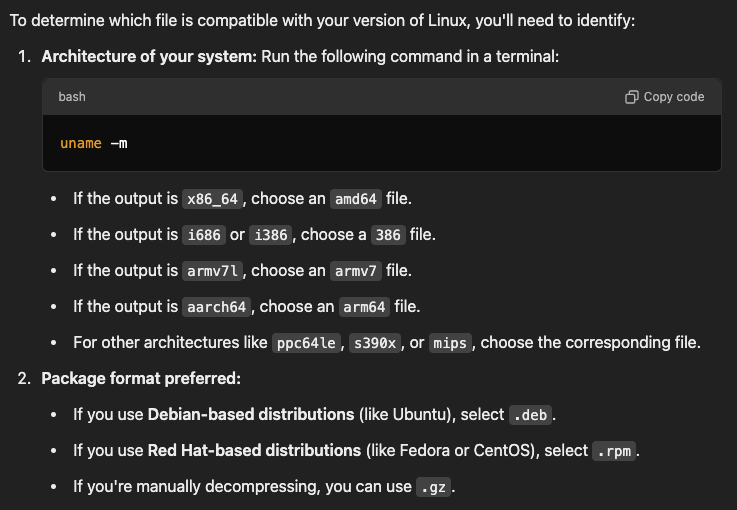 To determine which file is compatible with your version of Linux, you'll need to identify:
1. Architecture of your system: Run the following command in a terminal:
bash
Copy code
uname -m
• If the output is x86_64, choose an amd64 file.
• If the output is i686 or i386, choose a 386 file.
• If the output is armv7l, choose an armv7 file.
• If the output is aarch64, choose an arm64 file.
• For other architectures like ppc64le, s390x, or mips, choose the corresponding file.
2. Package format preferred:
• If you use Debian-based distributions (like Ubuntu), select .deb.
• If you use Red Hat-based distributions (like Fedora or CentOS), select .rpm.
• If you're manually decompressing, you can use .gz.